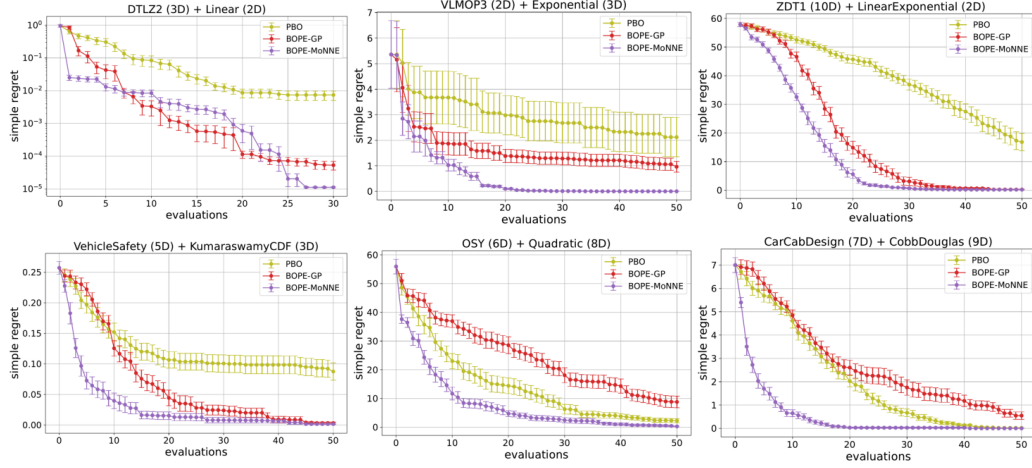 DTLZ2 (3D) + Linear (2D)
PBO
BOPE-GP
BOPE-MoNNE
simple regret
10^0
10^-1
10^-2
10^-3
10^-4
10^-5
0 5 10 15 20 25 30
evaluations
VLMOP3 (2D) + Exponential (3D)
PBO
BOPE-GP
BOPE-MoNNE
simple regret
7
6
5
4
3
2
1
0
0 10 20 30 40 50
evaluations
ZDT1 (10D) + LinearExponential (2D)
PBO
BOPE-GP
BOPE-MoNNE
simple regret
60
50
40
30
20
10
0
0 10 20 30 40 50
evaluations
VehicleSafety (5D) + KumaraswamyCDF (3D)
PBO
BOPE-GP
BOPE-MoNNE
simple regret
0.25
0.20
0.15
0.10
0.05
0.00
0 10 20 30 40 50
evaluations
OSY (6D) + Quadratic (8D)
PBO
BOPE-GP
BOPE-MoNNE
simple regret
60
50
40
30
20
10
0
0 10 20 30 40 50
evaluations
CarCabDesign (7D) + CobbDouglas (9D)
PBO
BOPE-GP
BOPE-MoNNE
simple regret
7
6
5
4
3
2
1
0
0 10 20 30 40 50
evaluations